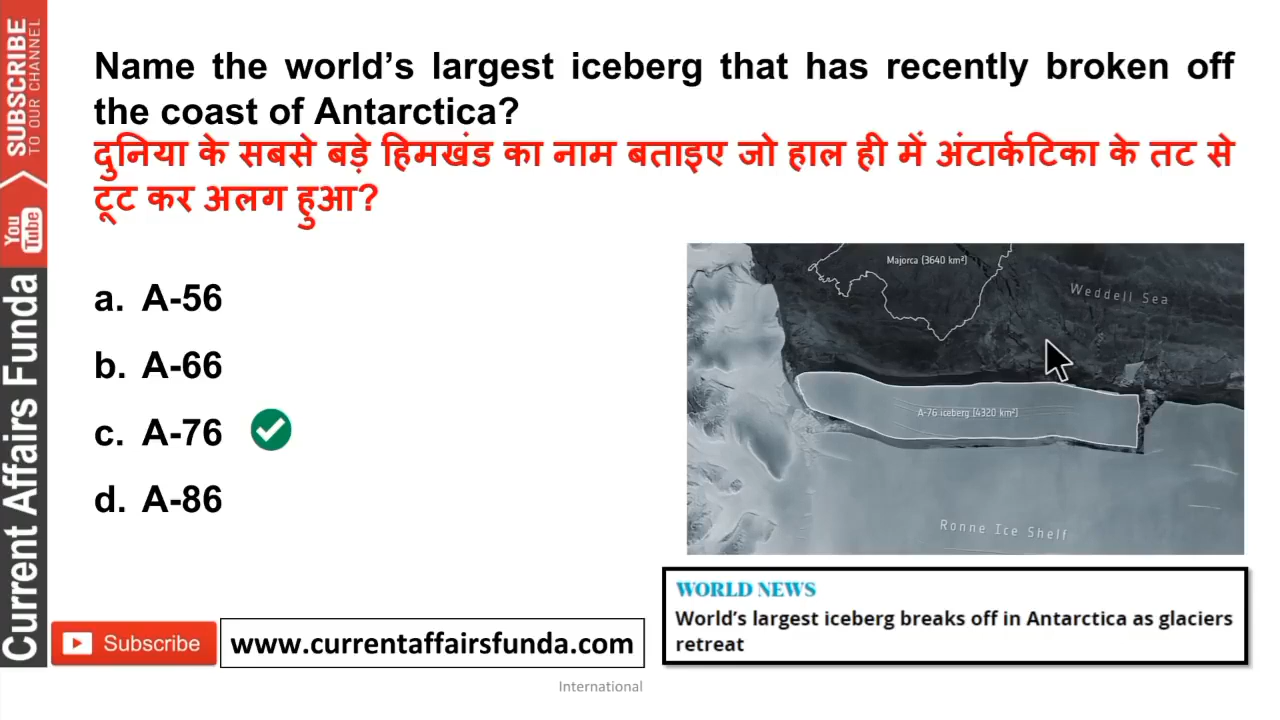 SUBSCRIBE
TO OUR CHANNEL
You
Tube
Current Affairs Funda
Name the world’s largest iceberg that has recently broken off
the coast of Antarctica?
दुनिया के सबसे बड़े हिमखंड का नाम बताइए जो हाल ही में अंटार्कटिका के तट से
टूट कर अलग हुआ?
a. A-56
b. A-66
c. A-76
d. A-86
Majorca (3640 km²)
Weddell Sea
A-76 iceberg (4320 km²)
Ronne Ice Shelf
WORLD NEWS
World’s largest iceberg breaks off in Antarctica as glaciers
retreat
Subscribe
www.currentaffairsfunda.com
International